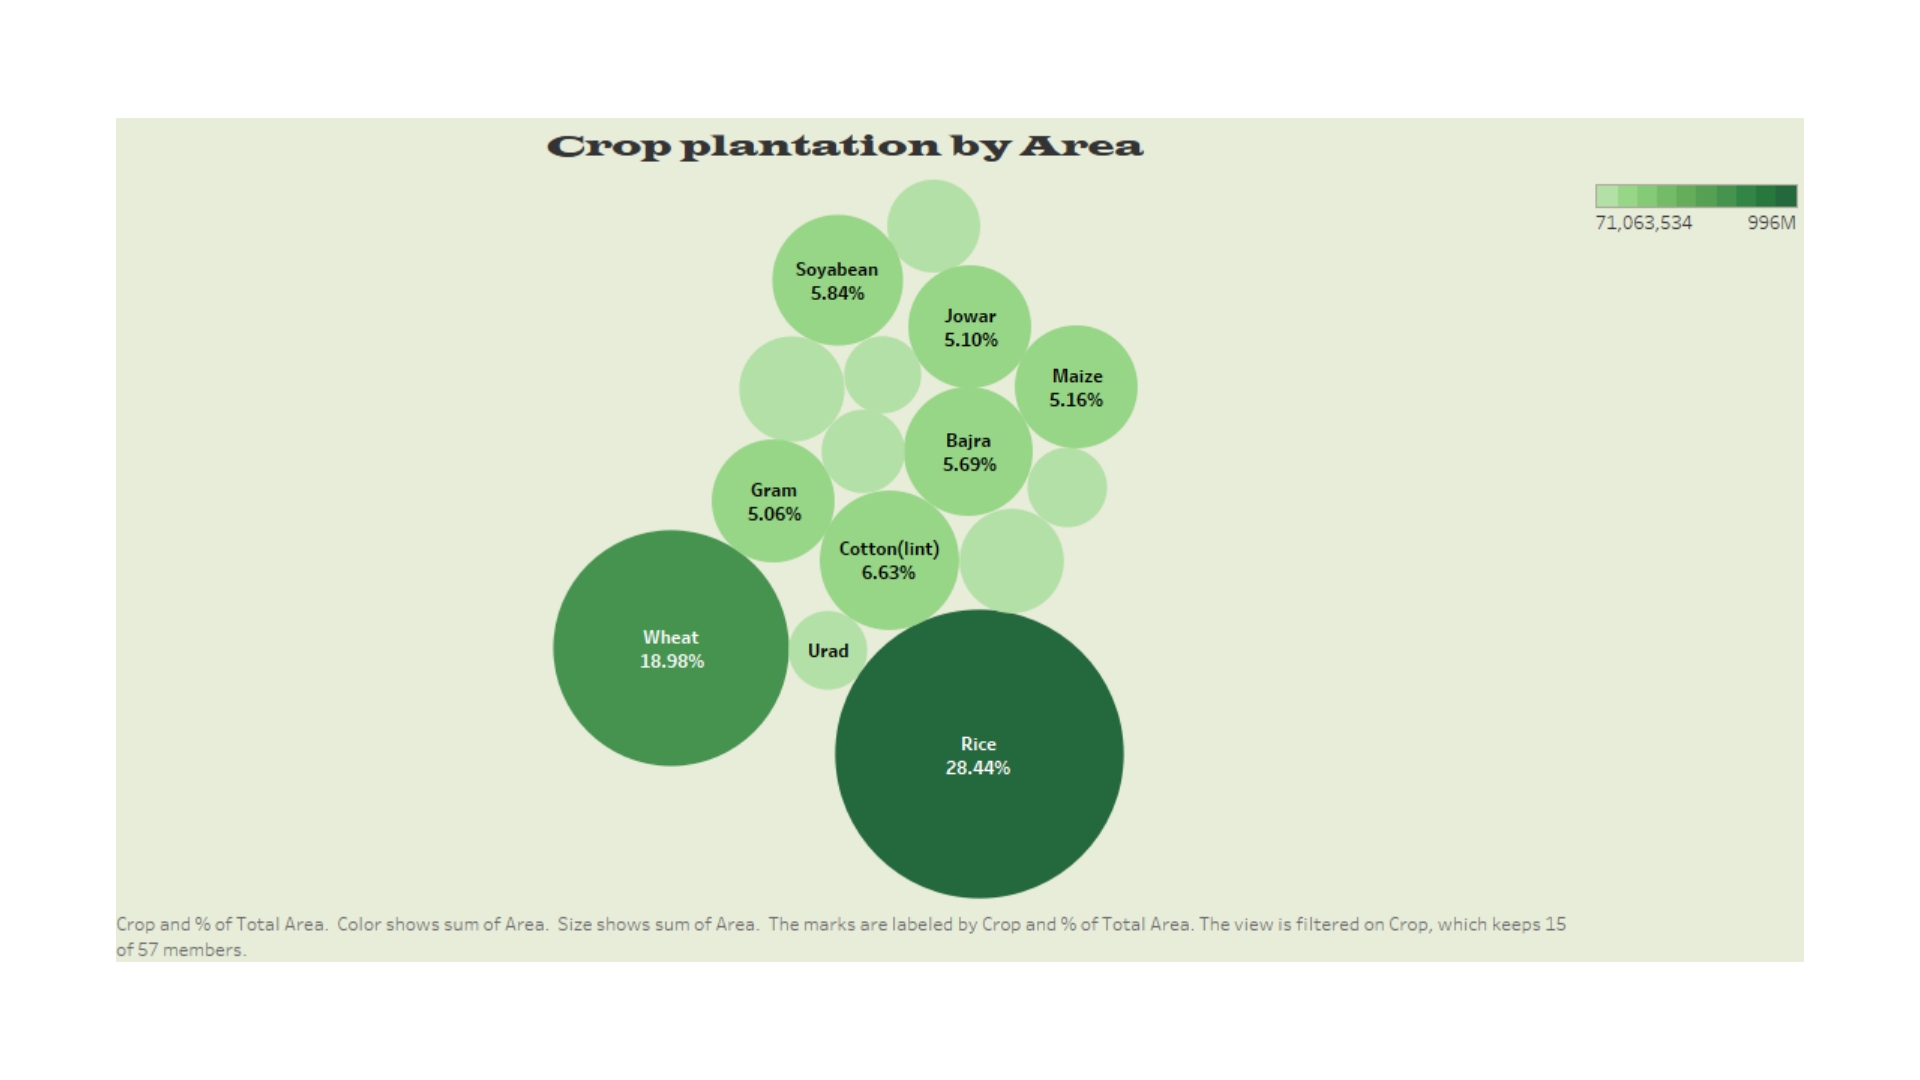 Crop plantation by Area
71,063,534 996M
Soyabean
5.84%
Jowar
5.10%
Maize
5.16%
Bajra
5.69%
Gram
5.06%
Cotton(lint)
6.63%
Wheat
18.98%
Urad
Rice
28.44%
Crop and % of Total Area. Color shows sum of Area. Size shows sum of Area. The marks are labeled by Crop and % of Total Area. The view is filtered on Crop, which keeps 15
of 57 members.